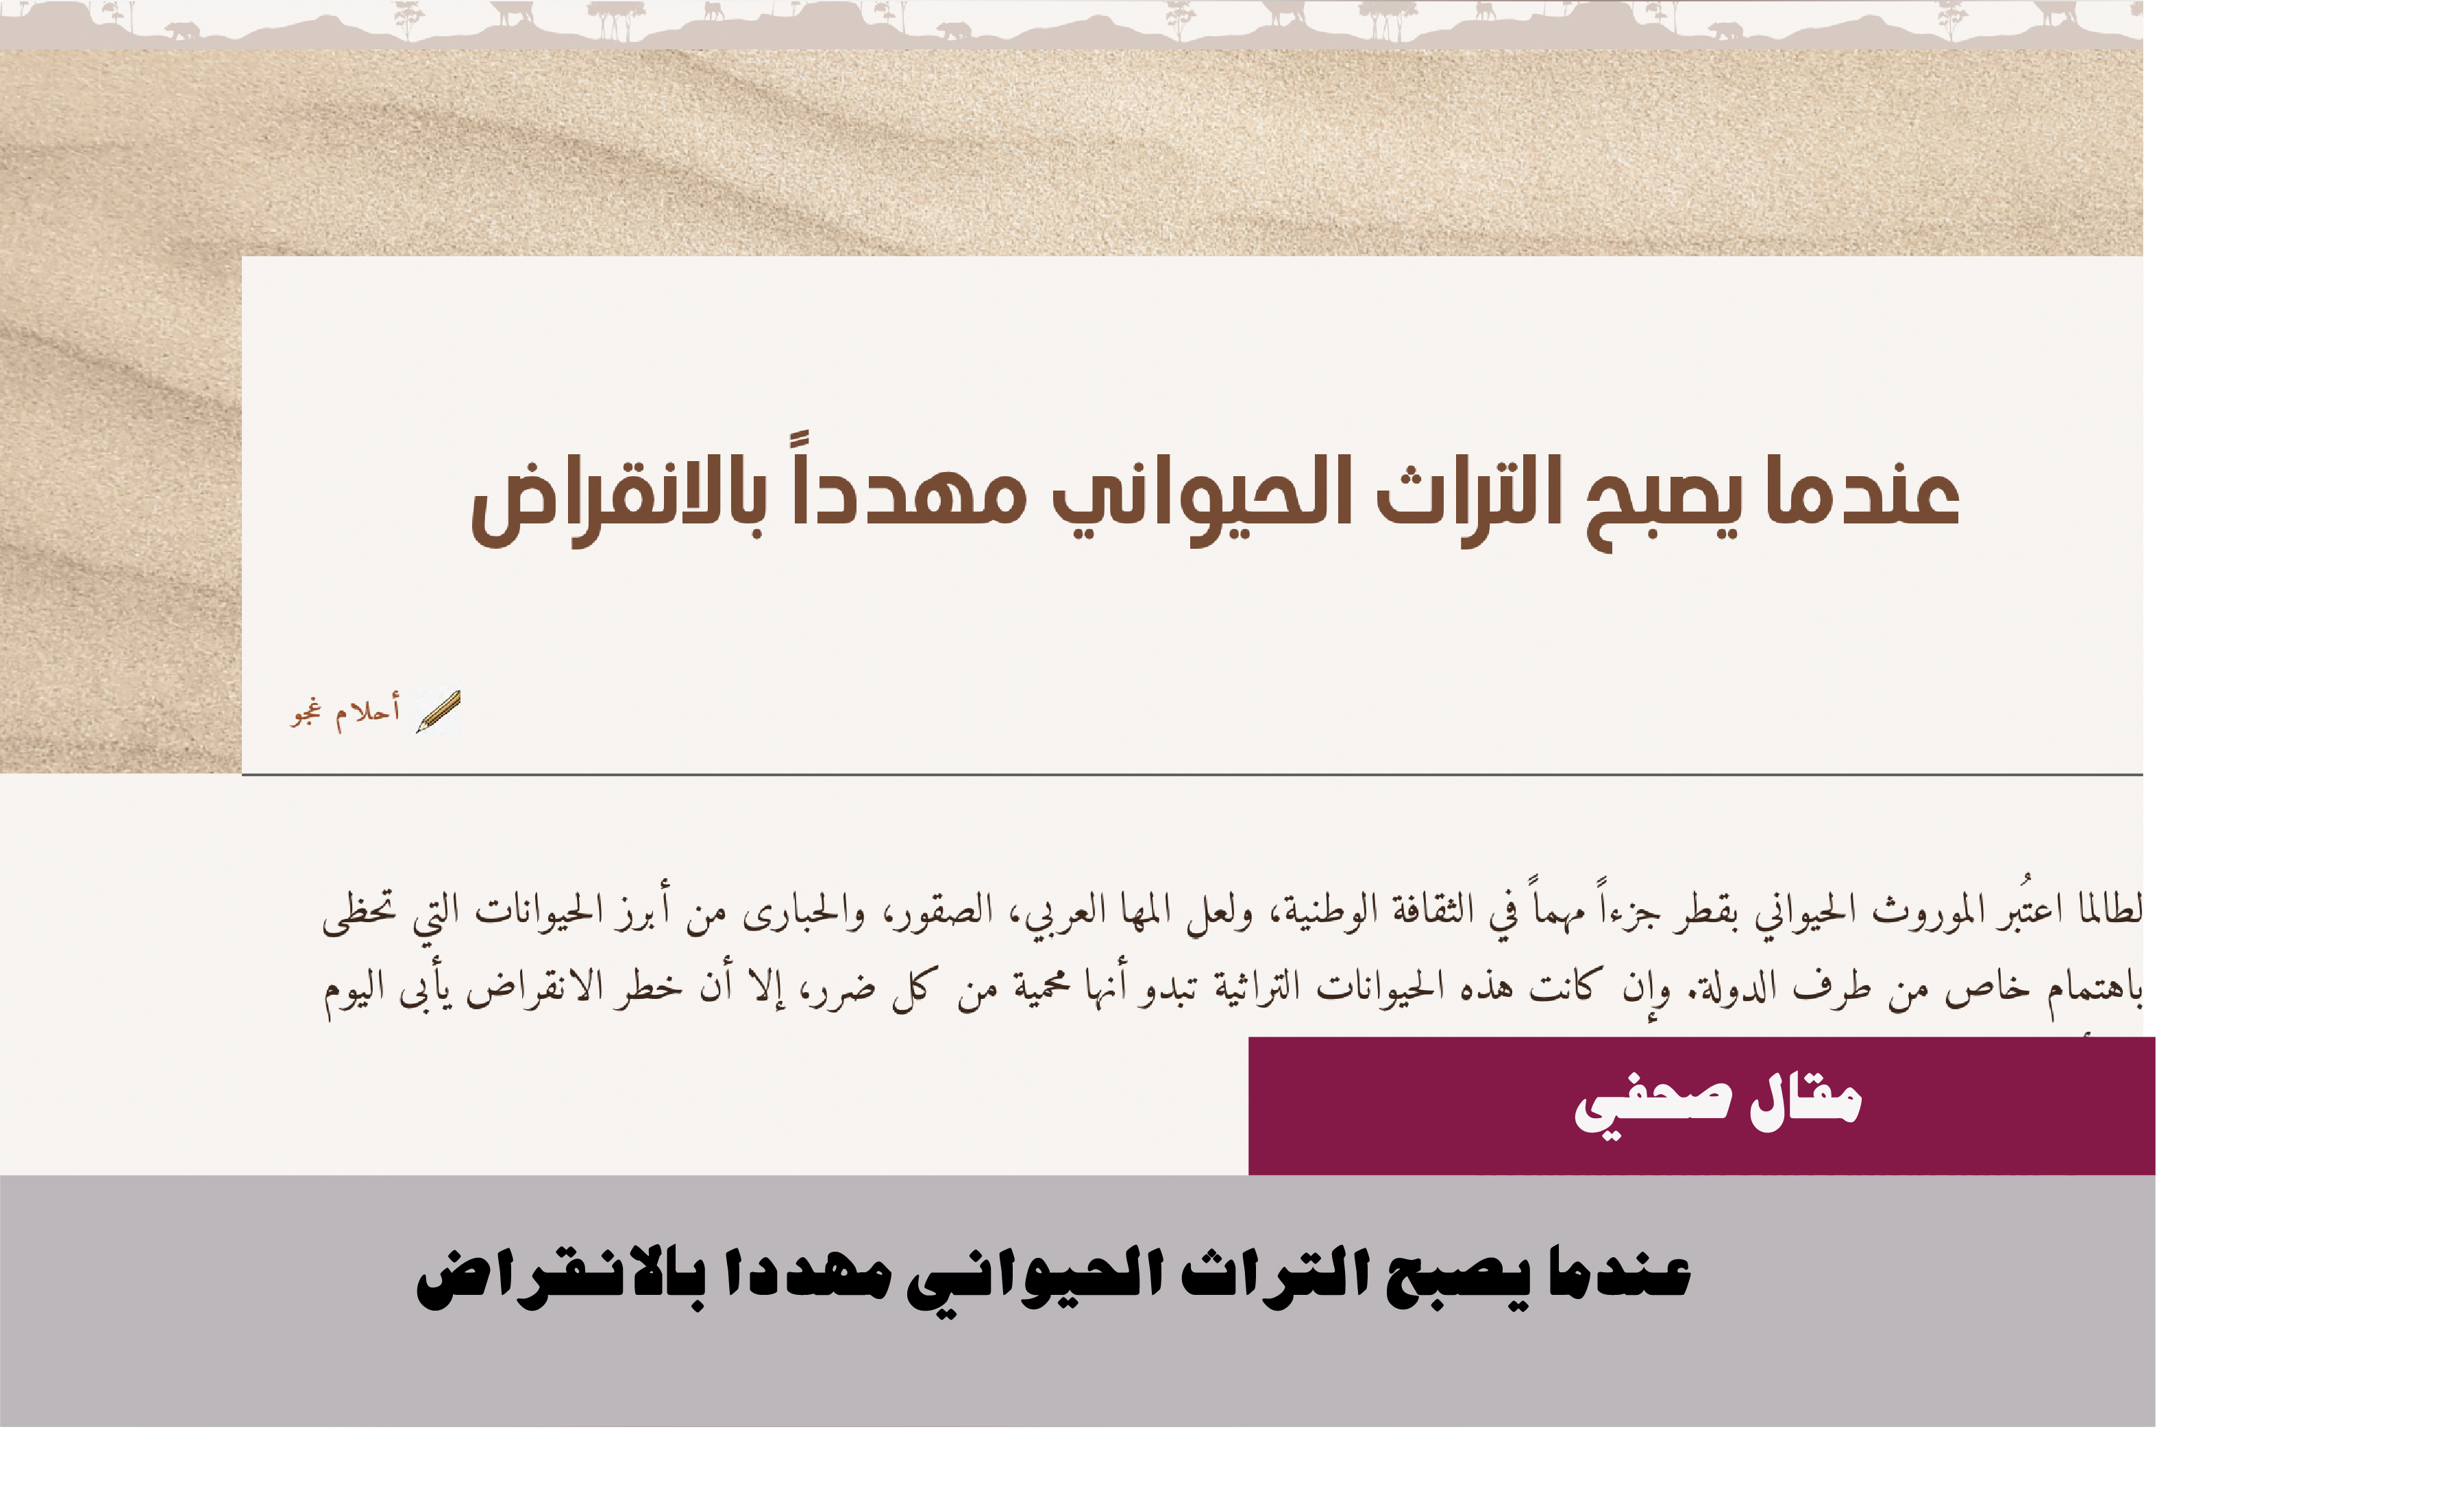 عندما يصبح التراث الحيواني مهدداً بالانقراض
أحلام غجو
لطالما اعتُبر الموروث الحيواني بقطر جزءاً مهماً في الثقافة الوطنية، ولعل المها العربي، الصقور، والحبارى من أبرز الحيوانات التي تحظى
باهتمام خاص من طرف الدولة. وإن كانت هذه الحيوانات التراثية تبدو أنها محمية من كل ضرر، إلا أن خطر الانقراض يأبى اليوم
مقال صحفي
عندما يصبح التراث الحيواني مهددا بالانقراض